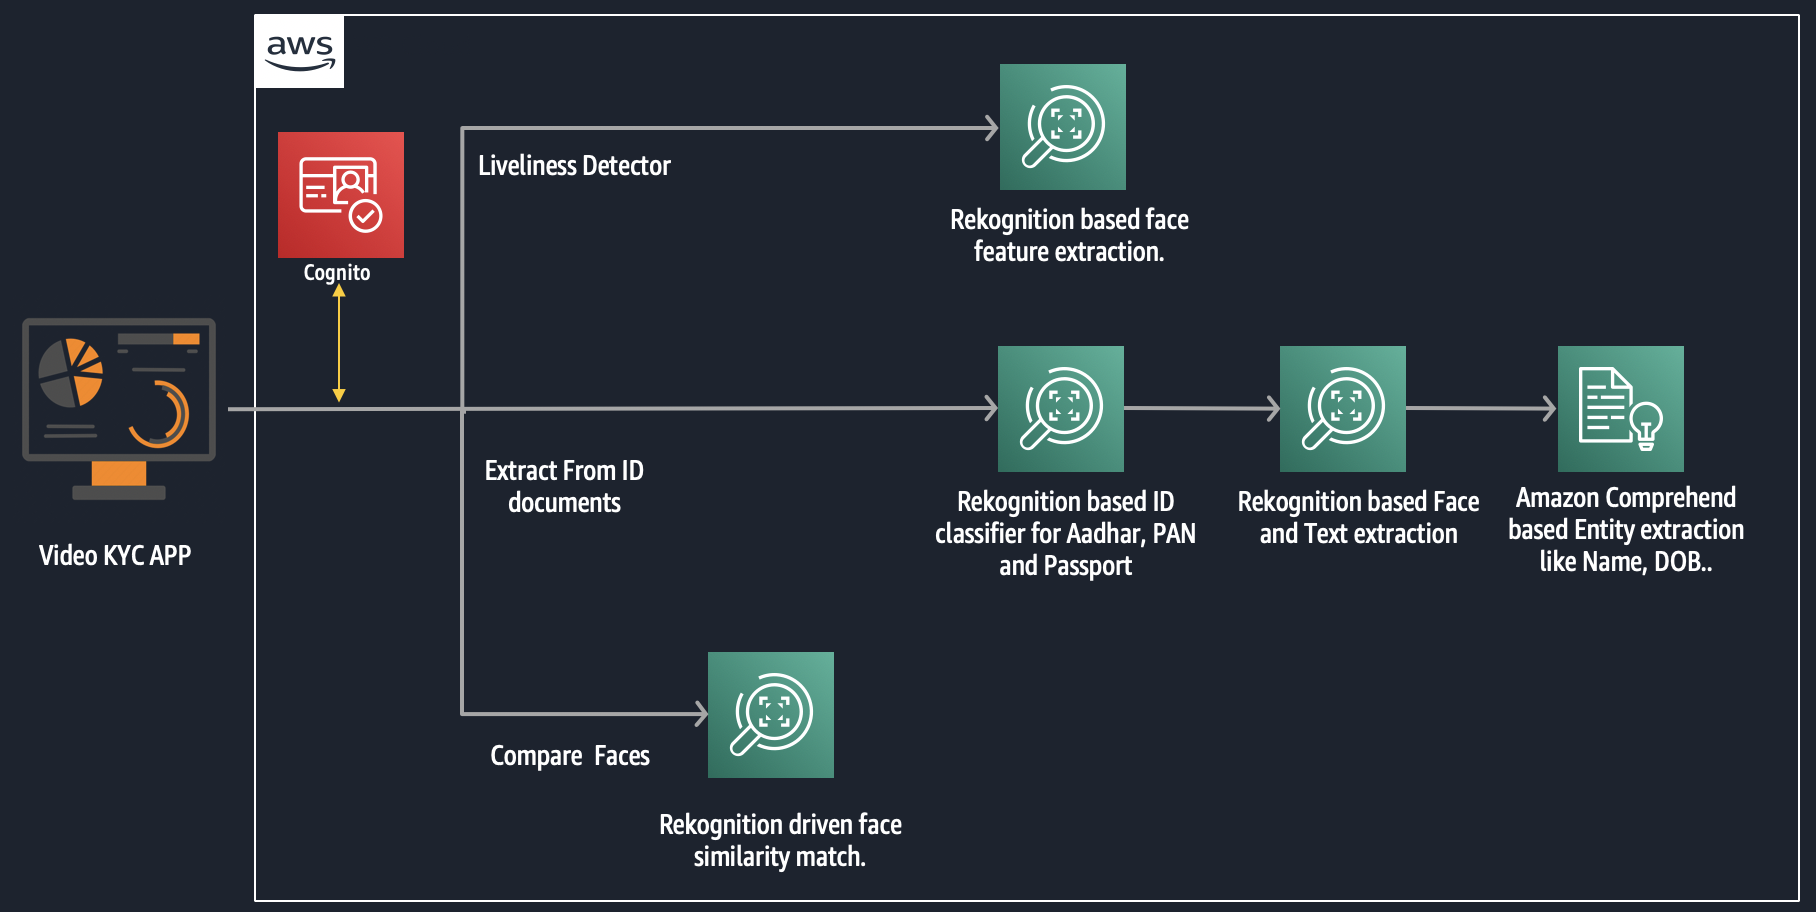 aws
Cognito
Liveliness Detector
Rekognition based face
feature extraction.
Video KYC APP
Extract From ID
documents
Rekognition based ID
classifier for Aadhar, PAN
and Passport
Rekognition based Face
and Text extraction
Amazon Comprehend
based Entity extraction
like Name, DOB..
Compare  Faces
Rekognition driven face
similarity match.